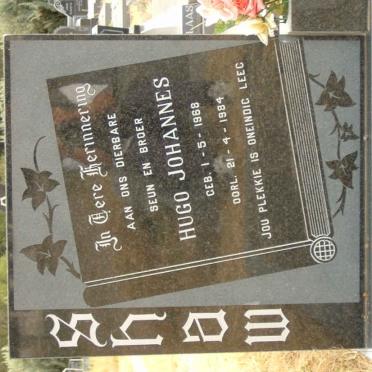 Shaw
In Teere Herinnering
AAN ONS DIERBARE
SEUN EN BROER
HUGO JOHANNES
GEB. 1-5-1968
OORL. 21-4-1984
JOU PLEKKIE IS ONEINDIG LEEG